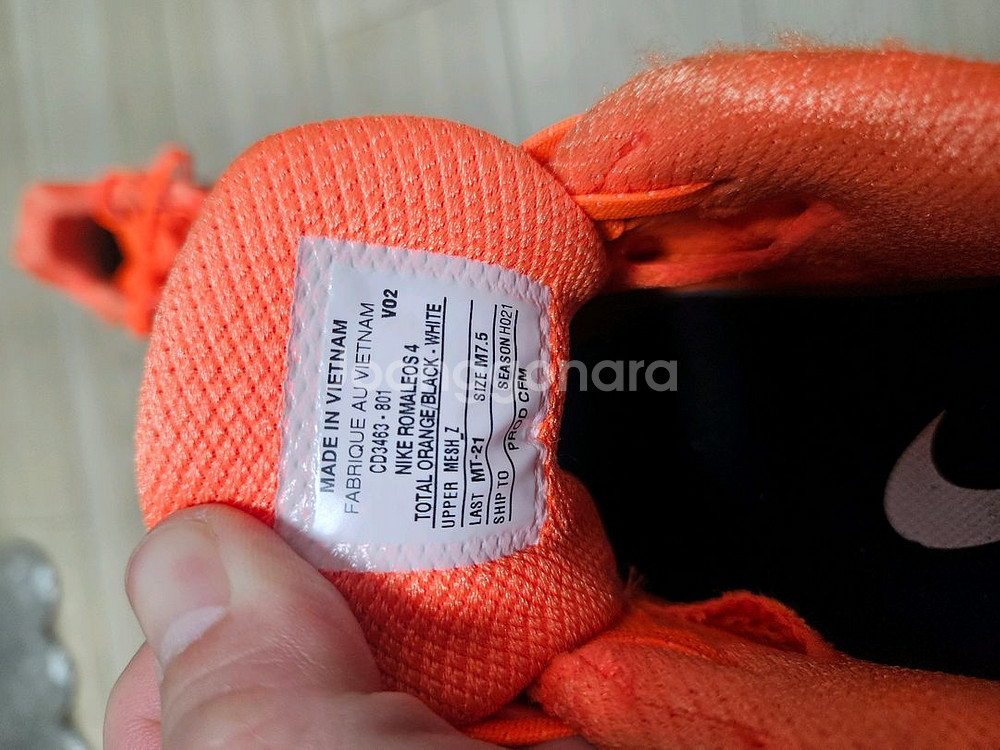 MADE IN VIETNAM
FABRIQUE AU VIETNAM
CD3463 - 801 V02
NIKE ROMALEOS 4
TOTAL ORANGE/BLACK - WHITE
UPPER MESH_Z
LAST MT-21 SIZE M7.5
SHIP TO PROD CFM SEASON H021